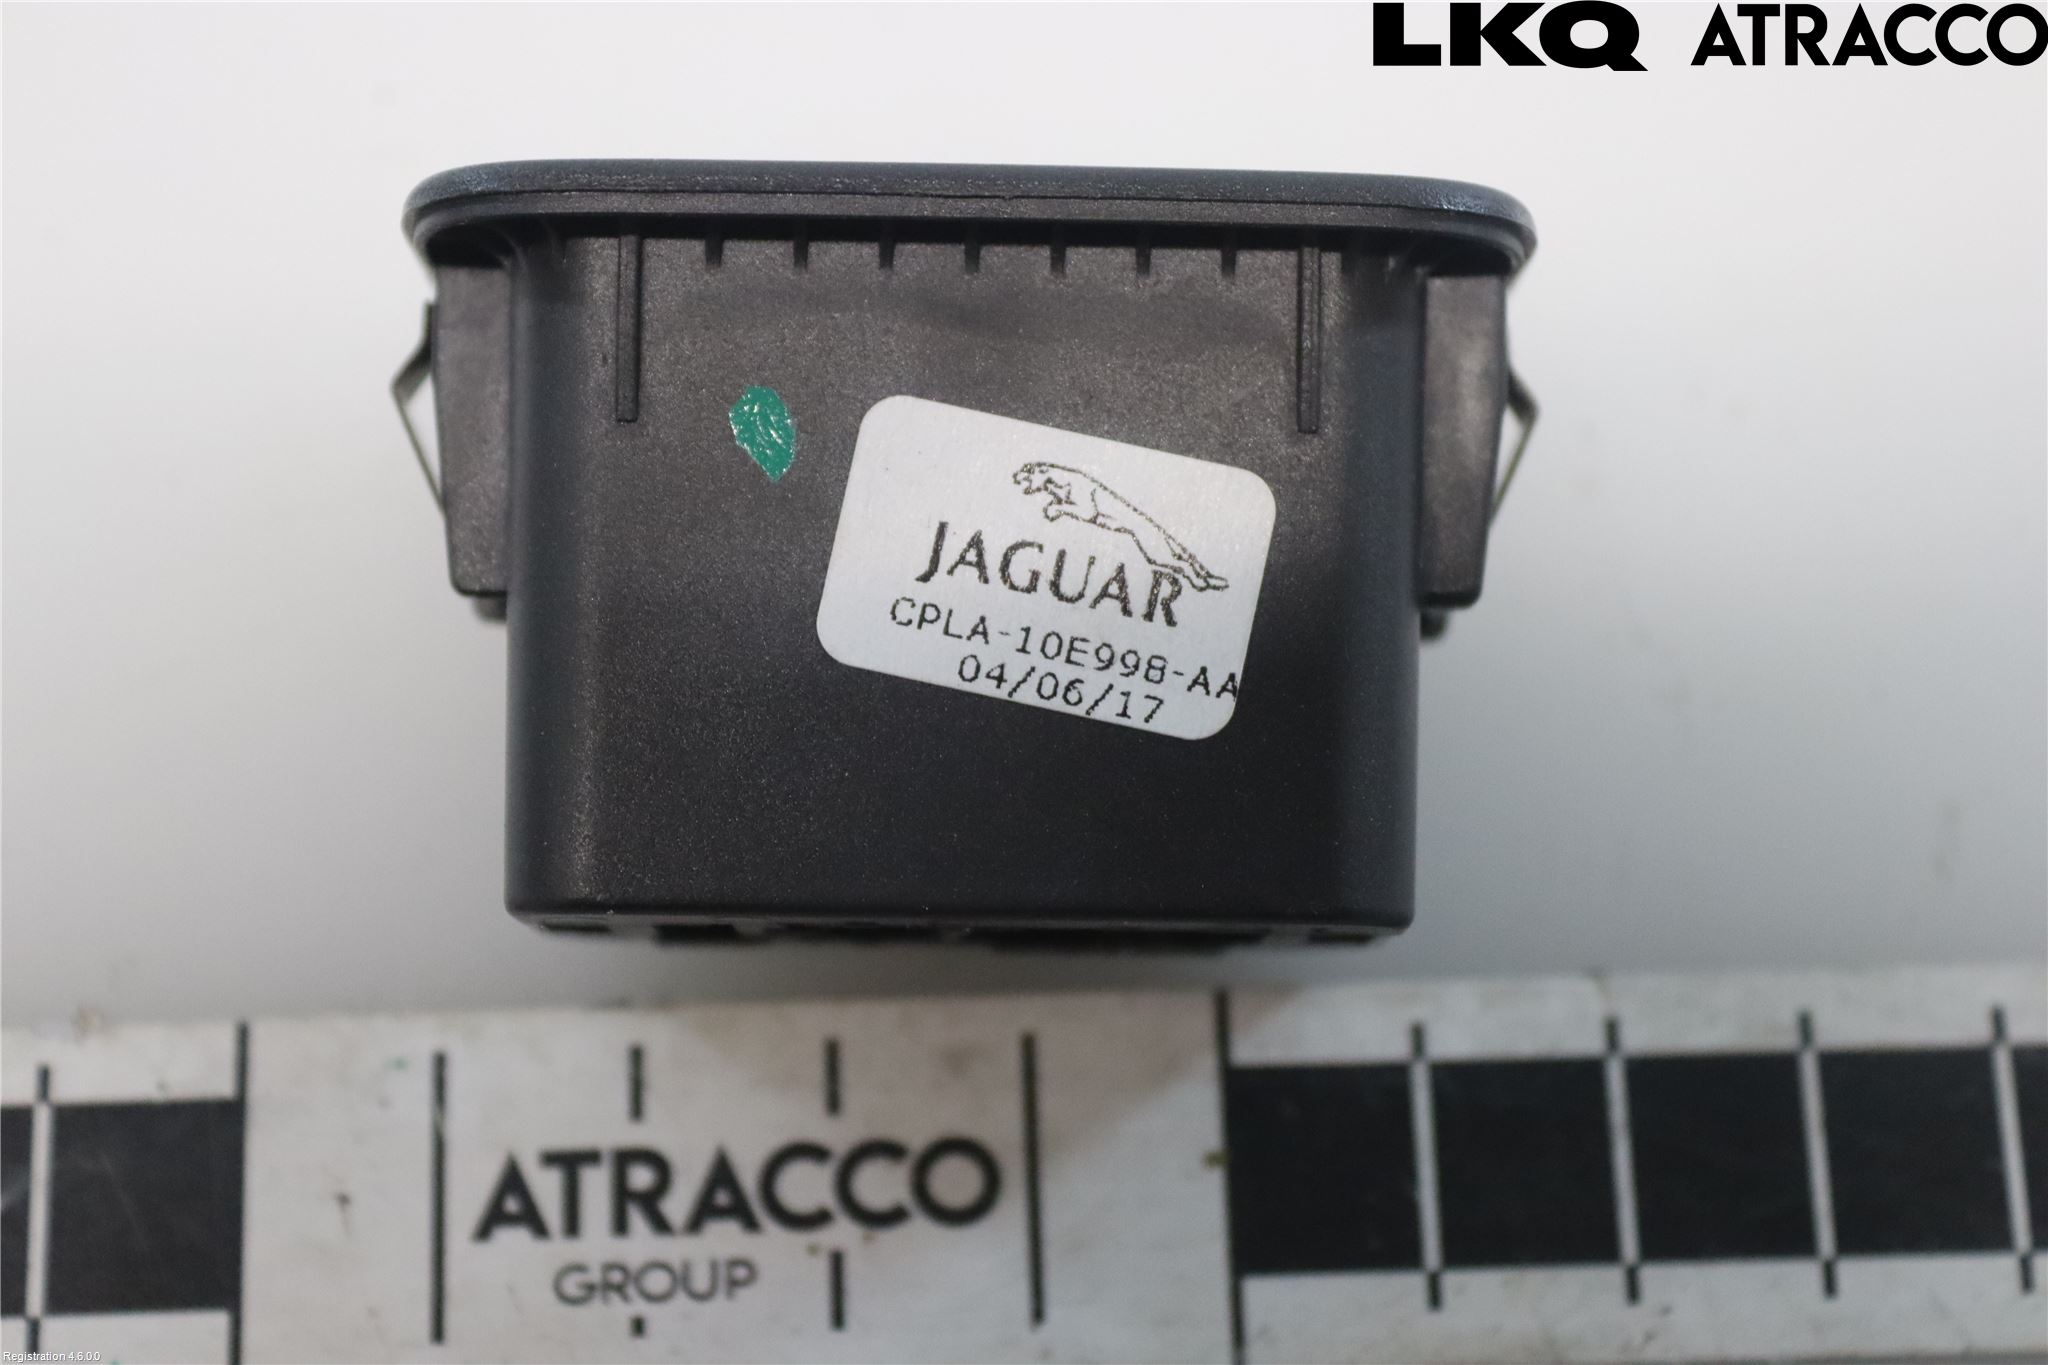 LKQ ATRACCO
JAGUAR
CPLA-10E998-AA
04/06/17
ATRACCO
GROUP
Registration 4.6.0.0